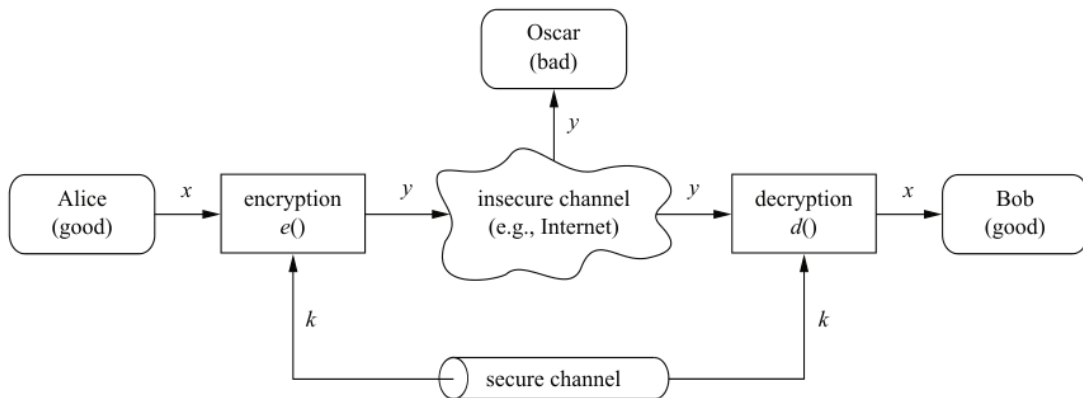 Oscar
(bad)
y
Alice
(good)
x
encryption
e()
y
insecure channel
(e.g., Internet)
y
decryption
d()
x
Bob
(good)
k
k
secure channel